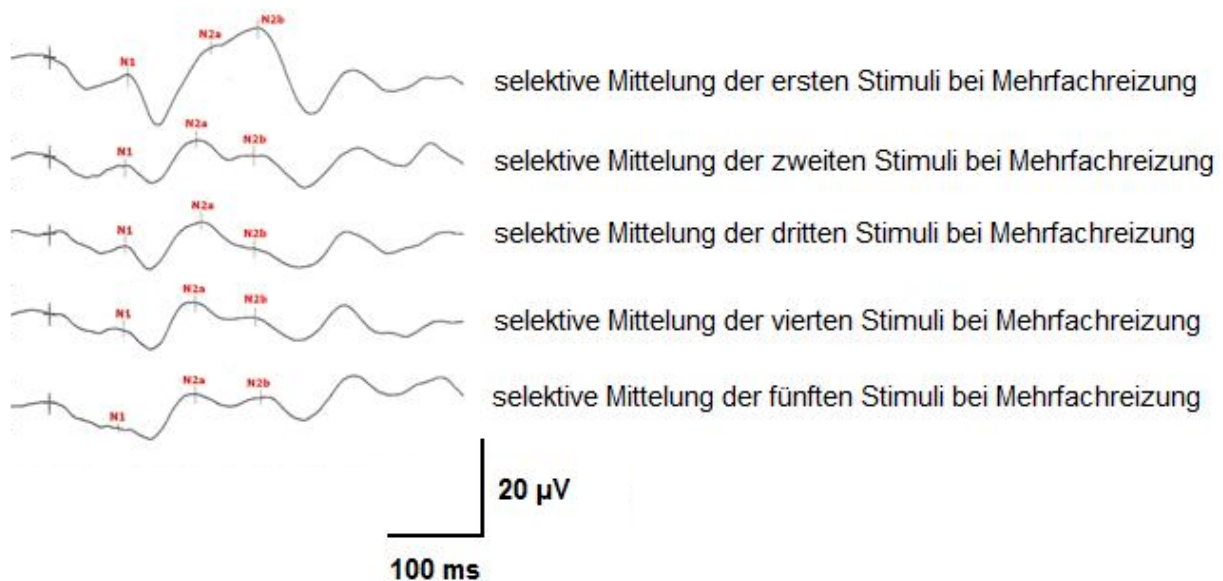 N2b
N2a
N1
selektive Mittelung der ersten Stimuli bei Mehrfachreizung
N2a
N2b
N1
selektive Mittelung der zweiten Stimuli bei Mehrfachreizung
N2a
N1
N2b
selektive Mittelung der dritten Stimuli bei Mehrfachreizung
N2a
N2b
N1
selektive Mittelung der vierten Stimuli bei Mehrfachreizung
N2a
N2b
N1
selektive Mittelung der fünften Stimuli bei Mehrfachreizung
20 µV
100 ms